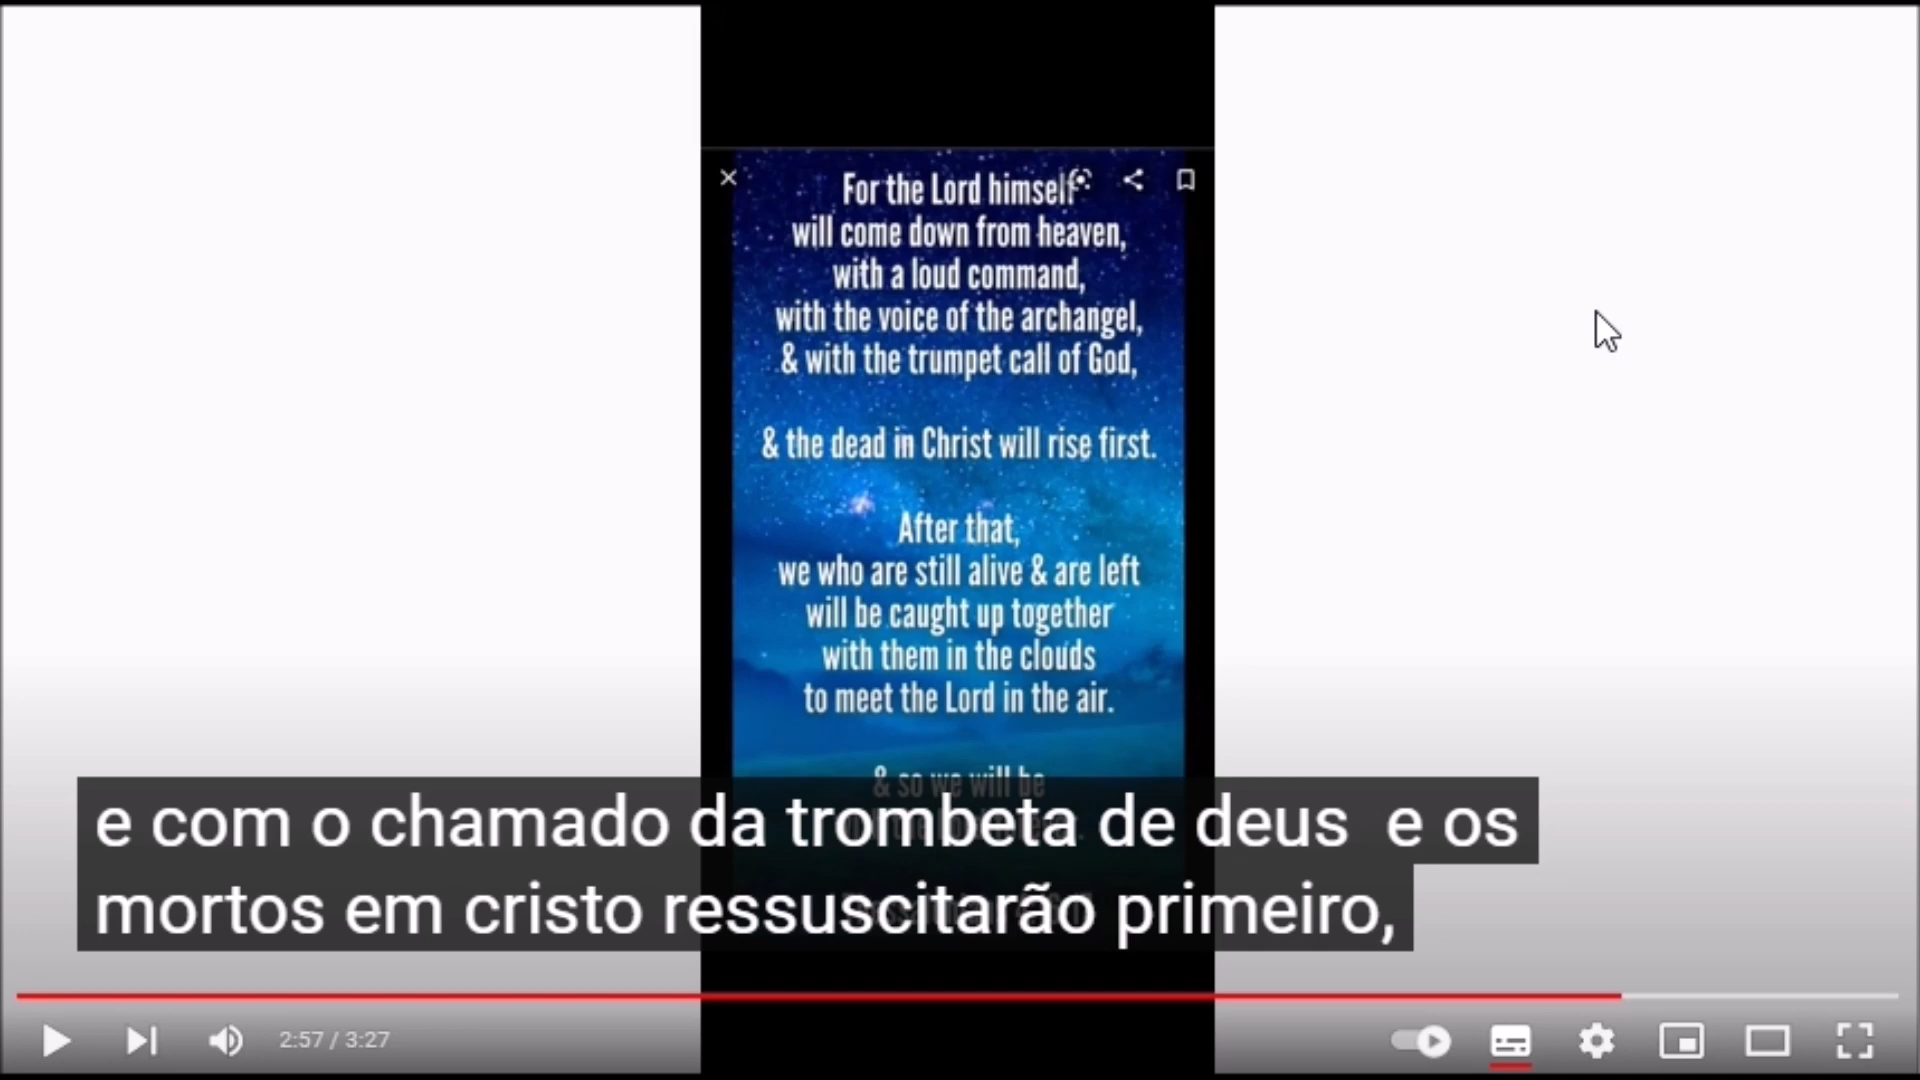 For the Lord himself
will come down from heaven,
with a loud command,
with the voice of the archangel,
& with the trumpet call of God,
& the dead in Christ will rise first.
After that,
we who are still alive & are left
will be caught up together
with them in the clouds
to meet the Lord in the air.
& so we will be
e com o chamado da trombeta de deus e os
mortos em cristo ressuscitarão primeiro,
2:57 / 3:27